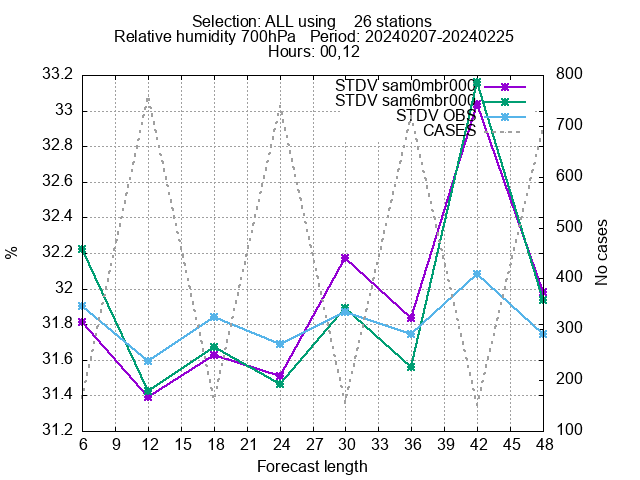 Selection: ALL using    26 stations
Relative humidity 700hPa   Period: 20240207-20240225
Hours: 00,12
STDV sam0mbr000
STDV sam6mbr000
STDV OBS
CASES
33.2
33
32.8
32.6
32.4
32.2
32
31.8
31.6
31.4
31.2
%
800
700
600
500
400
300
200
100
No cases
6 9 12 15 18 21 24 27 30 33 36 39 42 45 48
Forecast length